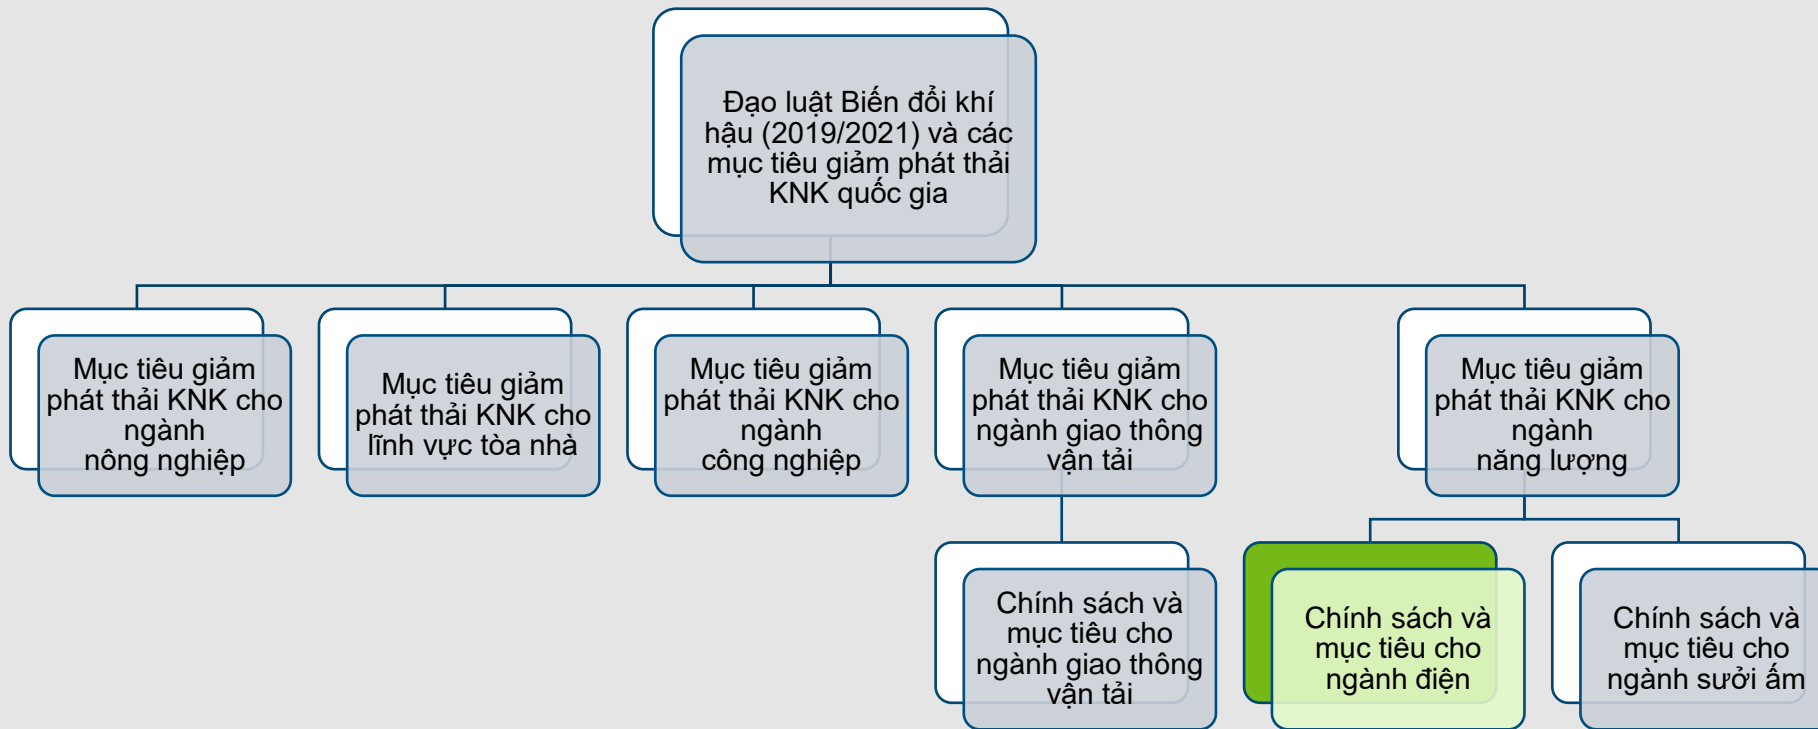 Đạo luật Biến đổi khí
hậu (2019/2021) và các
mục tiêu giảm phát thải
KNK quốc gia
Mục tiêu giảm
phát thải KNK cho
ngành
nông nghiệp
Mục tiêu giảm
phát thải KNK cho
lĩnh vực tòa nhà
Mục tiêu giảm
phát thải KNK cho
ngành
công nghiệp
Mục tiêu giảm
phát thải KNK cho
ngành giao thông
vận tải
Mục tiêu giảm
phát thải KNK cho
ngành
năng lượng
Chính sách và
mục tiêu cho
ngành giao thông
vận tải
Chính sách và
mục tiêu cho
ngành điện
Chính sách và
mục tiêu cho
ngành sưởi ấm